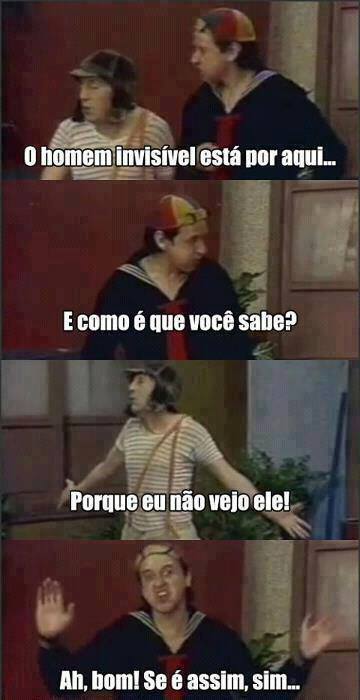 O homem invisível está por aqui...
E como é que você sabe?
Porque eu não vejo ele!
Ah, bom! Se é assim, sim...